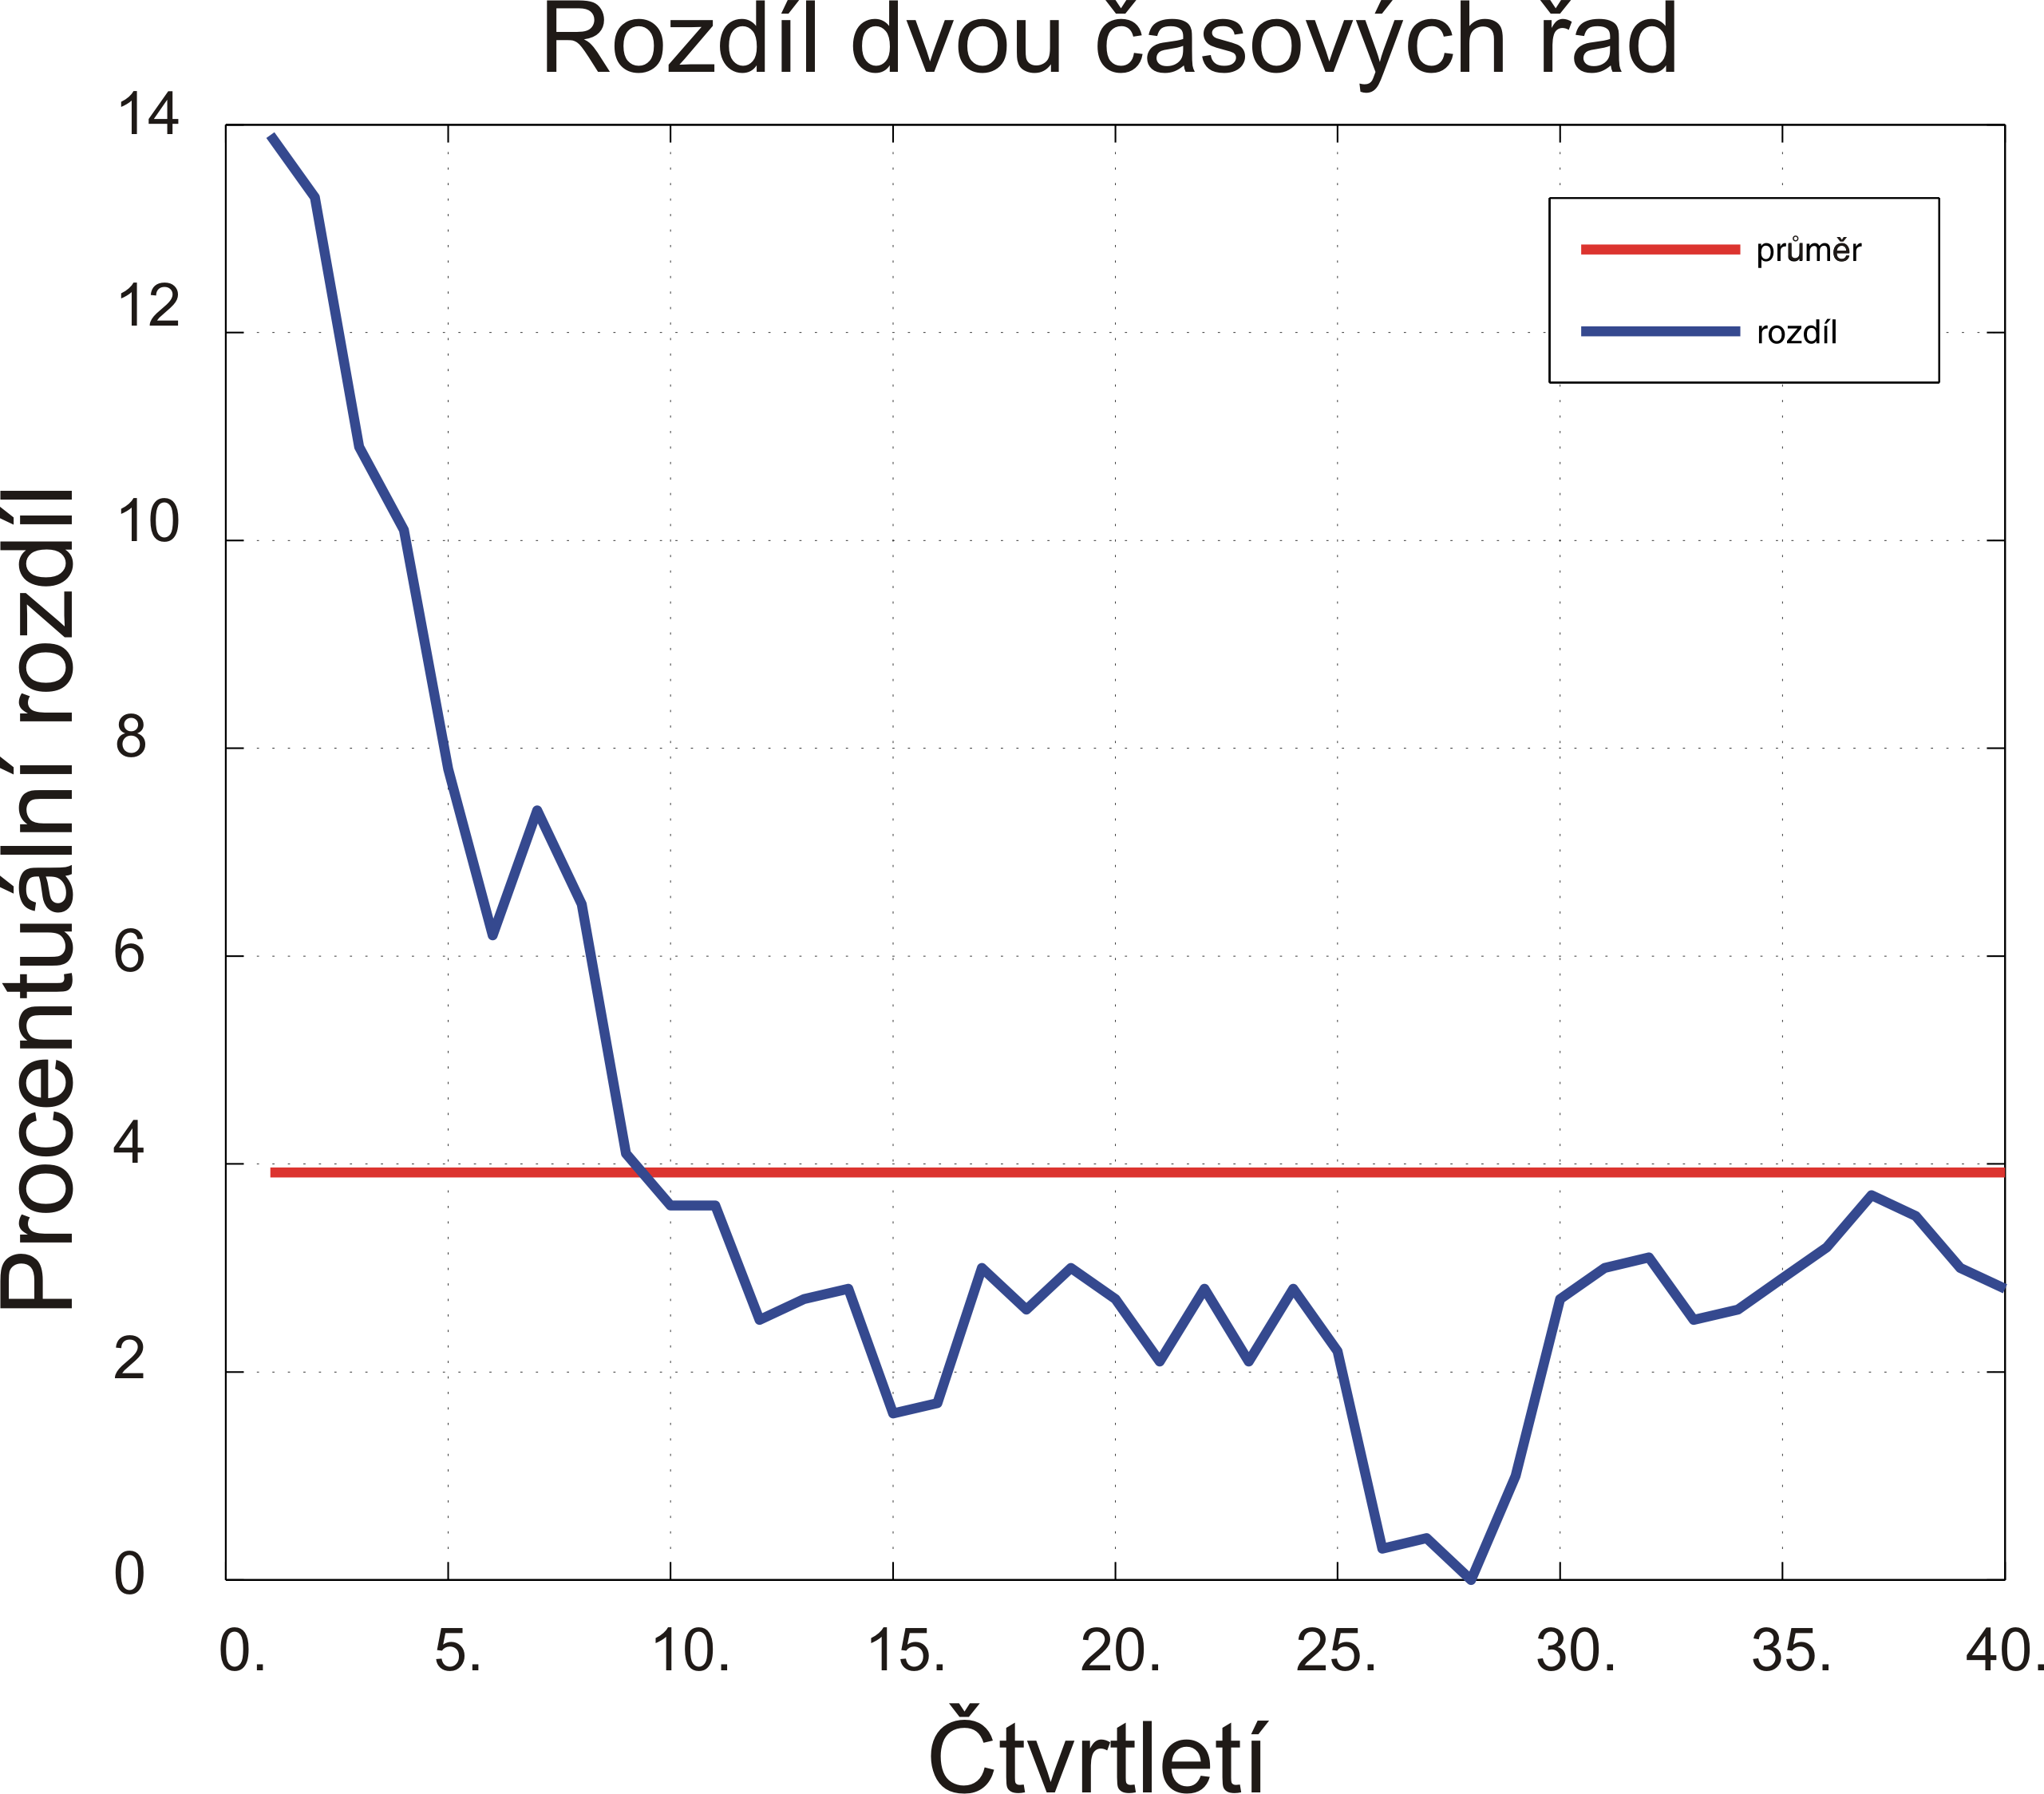 Rozdíl dvou časových řad
Procentuální rozdíl
14
12
10
8
6
4
2
0
průměr
rozdíl
0. 5. 10. 15. 20. 25. 30. 35. 40.
Čtvrtletí